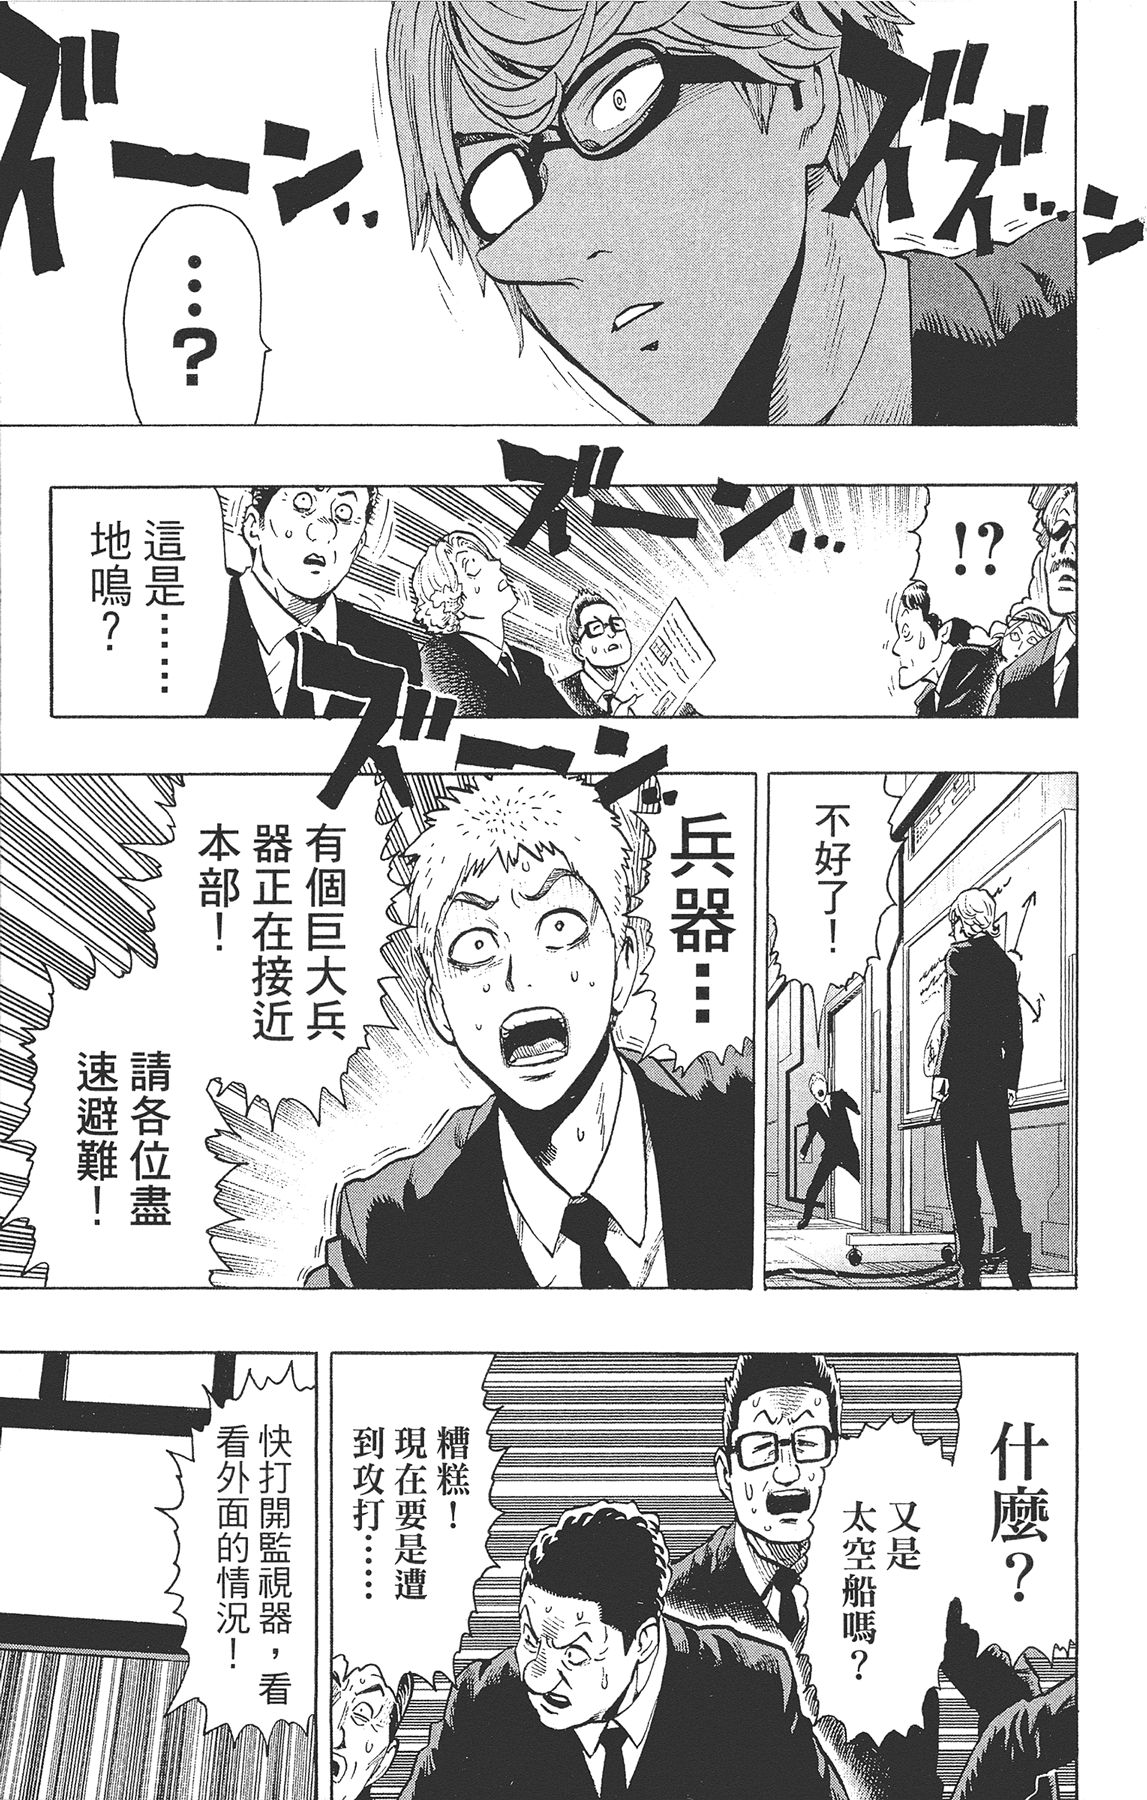 ズズン
ズーン…
…?
!?
ズーン…
這是……
地鳴?
不好了!
ズーン…
兵器…
有個巨大兵
器正在接近
本部!
請各位盡
速避難!
什麼?
又是
太空船嗎?
糟糕!
現在要是遭
到攻打……
快打開監視器,看
看外面的情況!